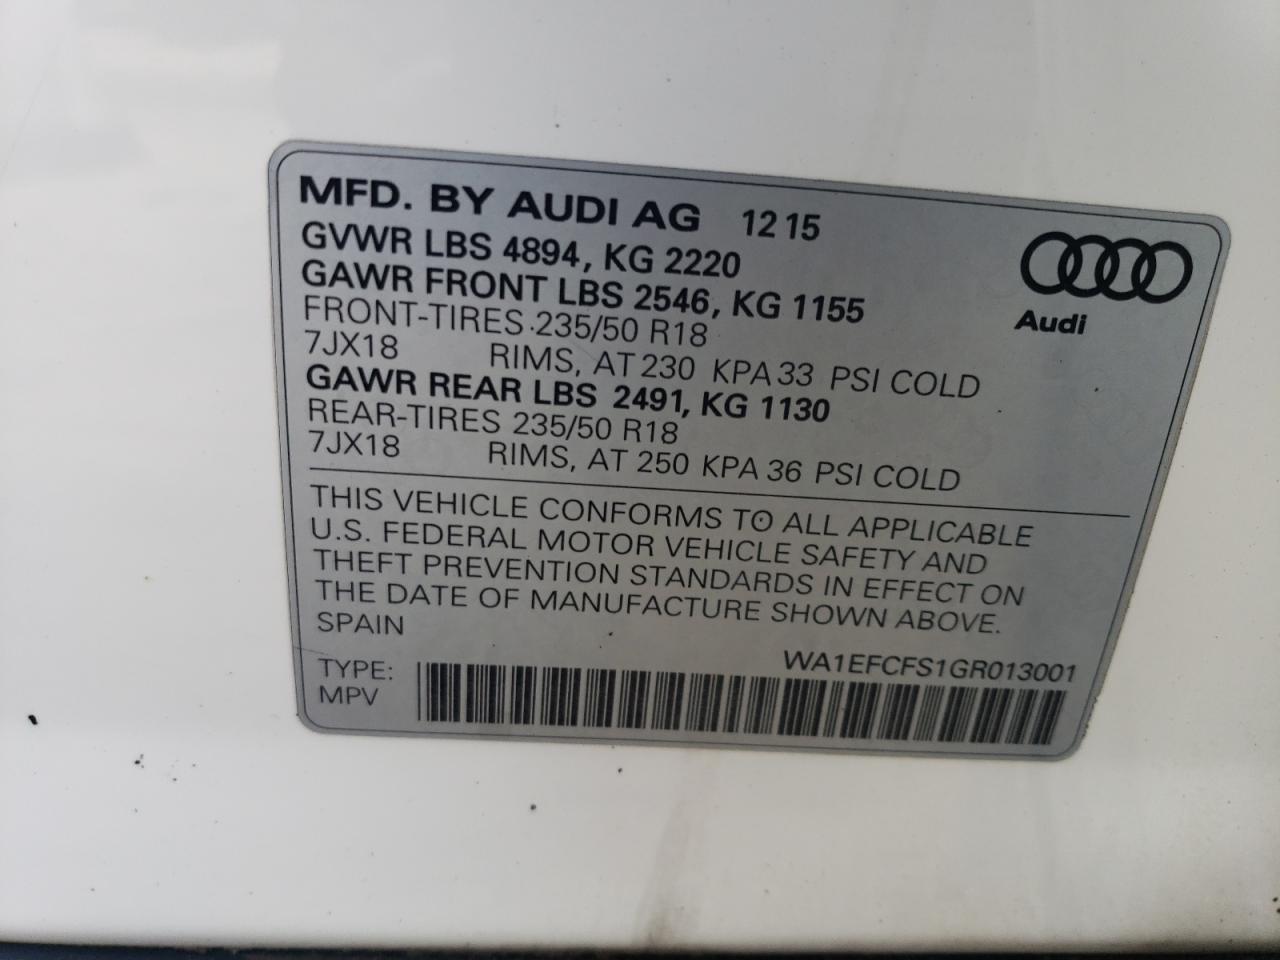 MFD. BY AUDI AG 12 15
GVWR LBS 4894, KG 2220
GAWR FRONT LBS 2546, KG 1155
FRONT-TIRES 235/50 R18
7JX18 RIMS, AT 230 KPA 33 PSI COLD
GAWR REAR LBS 2491, KG 1130
REAR-TIRES 235/50 R18
7JX18 RIMS, AT 250 KPA 36 PSI COLD
Audi
THIS VEHICLE CONFORMS TO ALL APPLICABLE
U.S. FEDERAL MOTOR VEHICLE SAFETY AND
THEFT PREVENTION STANDARDS IN EFFECT ON
THE DATE OF MANUFACTURE SHOWN ABOVE.
SPAIN
WA1EFCFS1GR013001
TYPE:
MPV